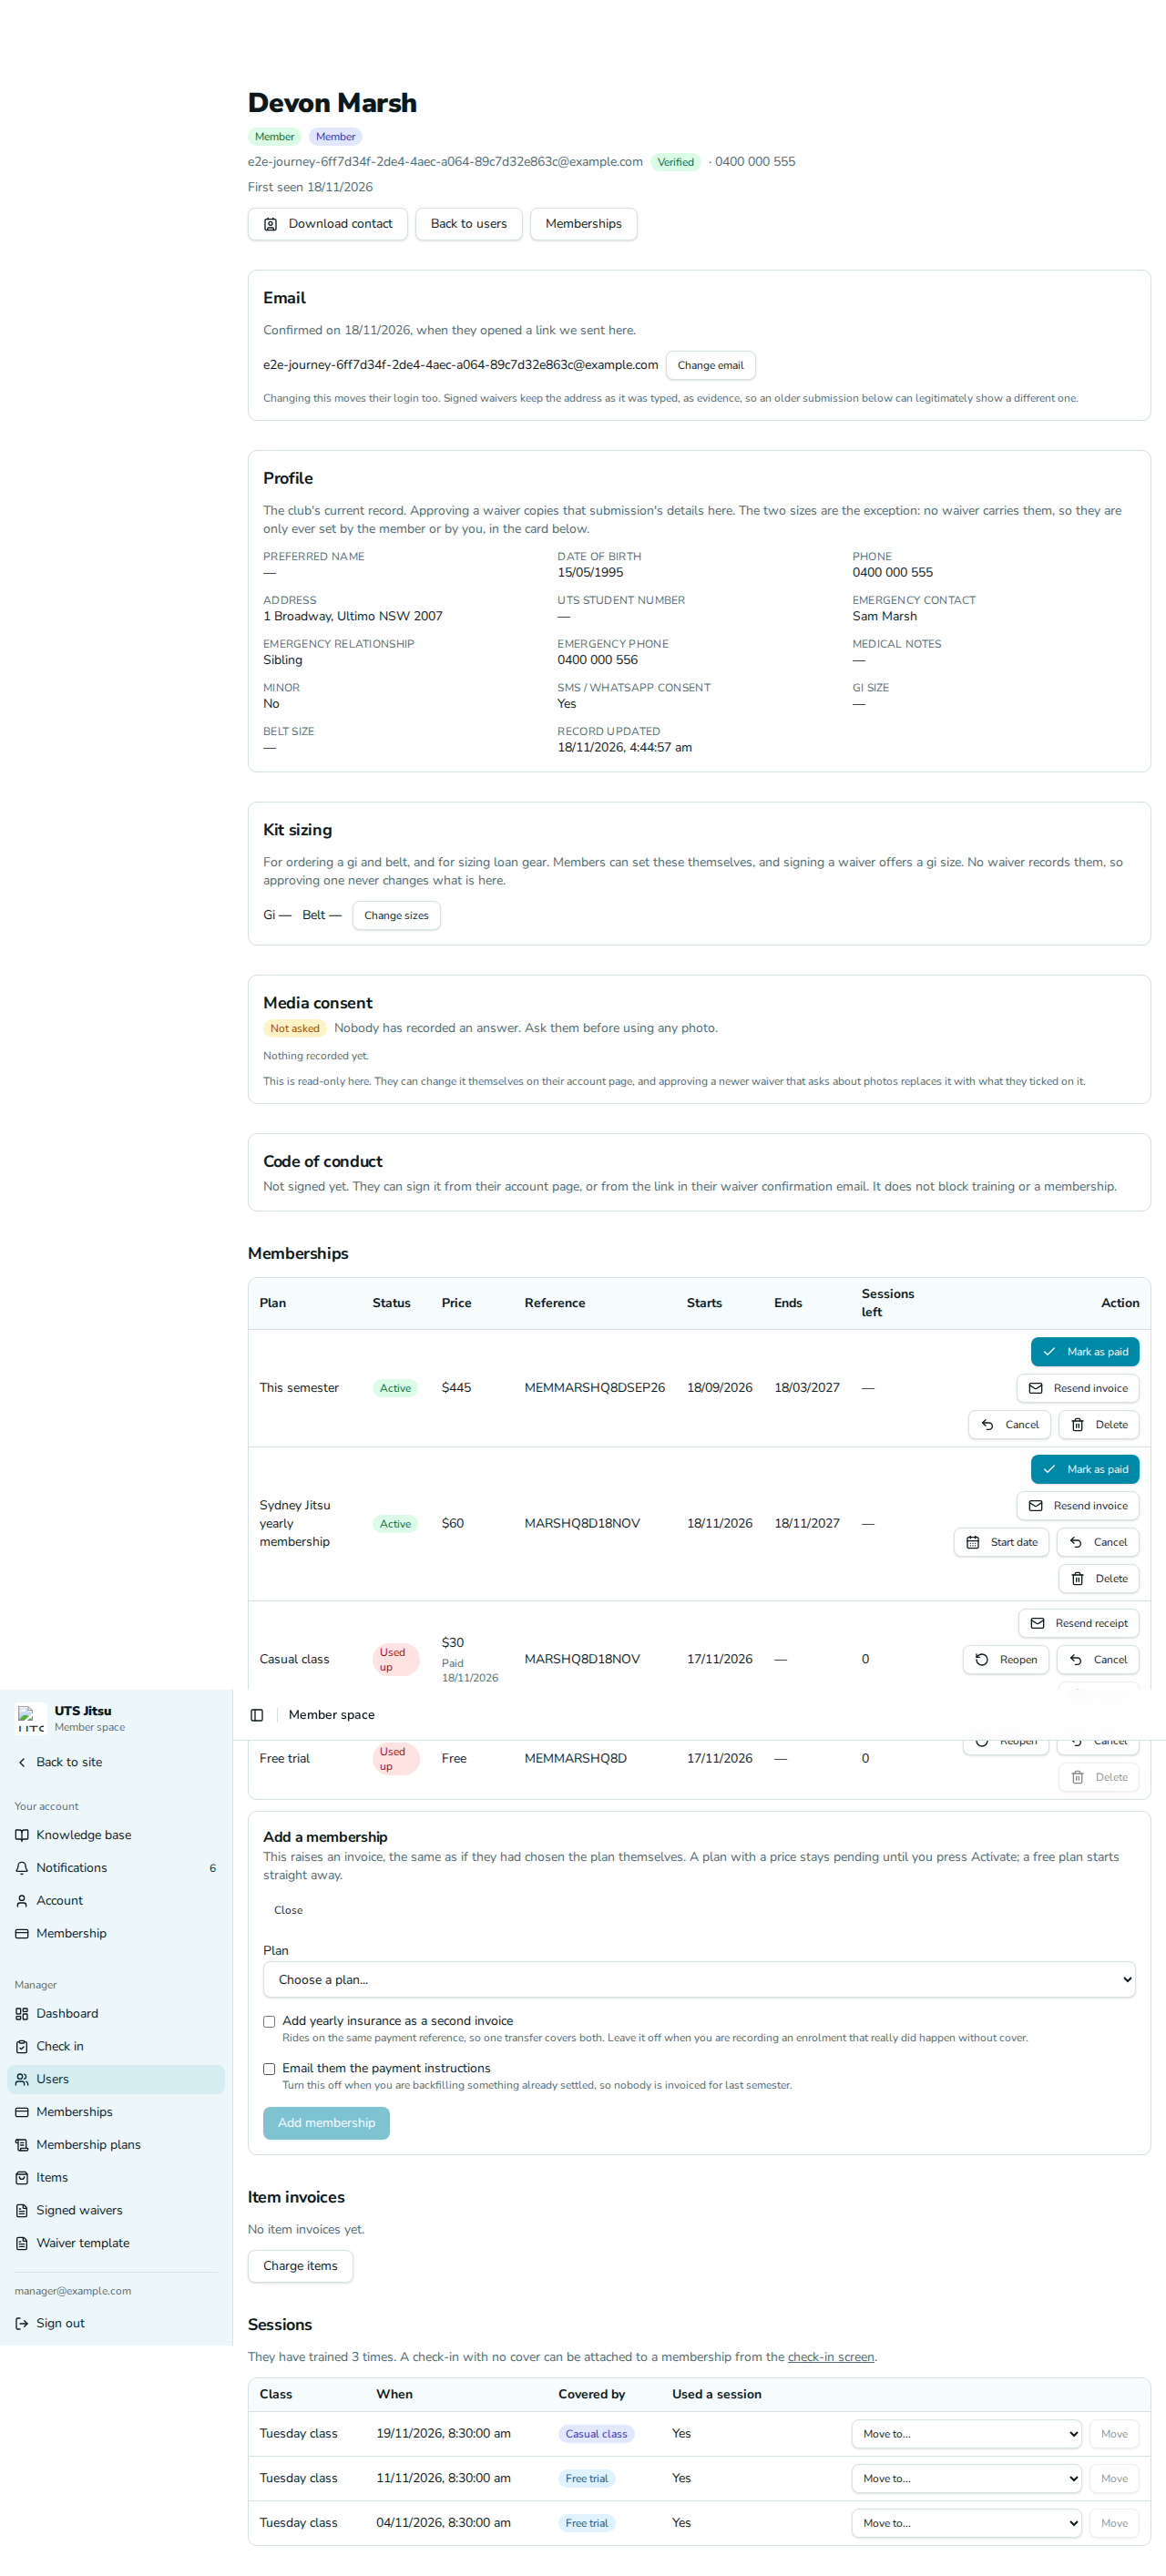 Devon Marsh
Member Member
e2e-journey-6ff7d34f-2de4-4aec-a064-89c7d32e863c@example.com Verified · 0400 000 555
First seen 18/11/2026
Download contact Back to users Memberships
Email
Confirmed on 18/11/2026, when they opened a link we sent here.
e2e-journey-6ff7d34f-2de4-4aec-a064-89c7d32e863c@example.com Change email
Changing this moves their login too. Signed waivers keep the address as it was typed, as evidence, so an older submission below can legitimately show a different one.
Profile
The club's current record. Approving a waiver copies that submission's details here. The two sizes are the exception: no waiver carries them, so they are
only ever set by the member or by you, in the card below.
PREFERRED NAME DATE OF BIRTH PHONE
— 15/05/1995 0400 000 555
ADDRESS UTS STUDENT NUMBER EMERGENCY CONTACT
1 Broadway, Ultimo NSW 2007 — Sam Marsh
EMERGENCY RELATIONSHIP EMERGENCY PHONE MEDICAL NOTES
Sibling 0400 000 556 —
MINOR SMS / WHATSAPP CONSENT GI SIZE
No Yes —
BELT SIZE RECORD UPDATED
— 18/11/2026, 4:44:57 am
Kit sizing
For ordering a gi and belt, and for sizing loan gear. Members can set these themselves, and signing a waiver offers a gi size. No waiver records them, so
approving one never changes what is here.
Gi — Belt — Change sizes
Media consent
Not asked Nobody has recorded an answer. Ask them before using any photo.
Nothing recorded yet.
This is read-only here. They can change it themselves on their account page, and approving a newer waiver that asks about photos replaces it with what they ticked on it.
Code of conduct
Not signed yet. They can sign it from their account page, or from the link in their waiver confirmation email. It does not block training or a membership.
Memberships
Plan Status Price Reference Starts Ends Sessions left Action
This semester Active $445 MEMMARSHQ8DSEP26 18/09/2026 18/03/2027 —
Mark as paid
Resend invoice
Cancel Delete
Sydney Jitsu yearly membership Active $60 MARSHQ8D18NOV 18/11/2026 18/11/2027 —
Mark as paid
Resend invoice
Start date Cancel
Delete
Casual class Used up $30 Paid 18/11/2026 MARSHQ8D18NOV 17/11/2026 — 0
Resend receipt
Reopen Cancel
Free trial Used up Free MEMMARSHQ8D 17/11/2026 — 0
Reopen Cancel
Delete
UTS Jitsu
Member space
Member space
Back to site
Your account
Knowledge base
Notifications 6
Account
Membership
Manager
Dashboard
Check in
Users
Memberships
Membership plans
Items
Signed waivers
Waiver template
manager@example.com
Sign out
Add a membership
This raises an invoice, the same as if they had chosen the plan themselves. A plan with a price stays pending until you press Activate; a free plan starts
straight away.
Close
Plan
Choose a plan...
Add yearly insurance as a second invoice
Rides on the same payment reference, so one transfer covers both. Leave it off when you are recording an enrolment that really did happen without cover.
Email them the payment instructions
Turn this off when you are backfilling something already settled, so nobody is invoiced for last semester.
Add membership
Item invoices
No item invoices yet.
Charge items
Sessions
They have trained 3 times. A check-in with no cover can be attached to a membership from the check-in screen.
Class When Covered by Used a session
Tuesday class 19/11/2026, 8:30:00 am Casual class Yes Move to... Move
Tuesday class 11/11/2026, 8:30:00 am Free trial Yes Move to... Move
Tuesday class 04/11/2026, 8:30:00 am Free trial Yes Move to... Move